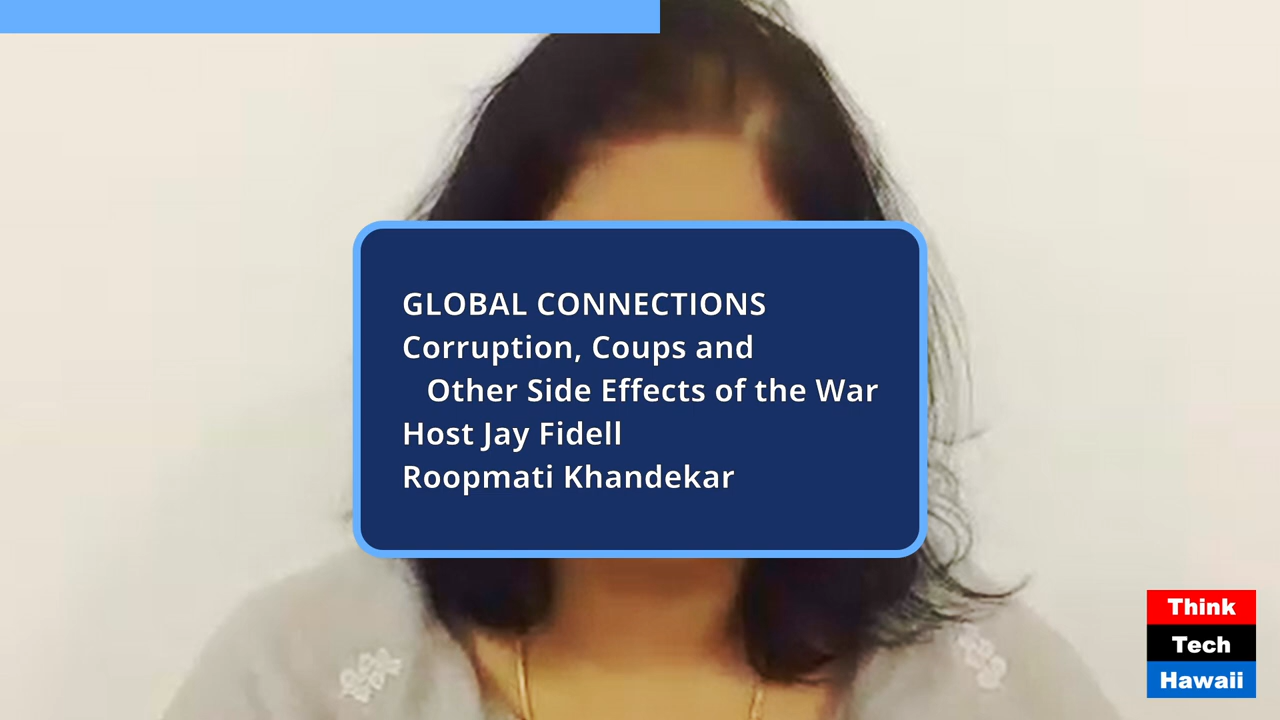 GLOBAL CONNECTIONS
Corruption, Coups and
Other Side Effects of the War
Host Jay Fidell
Roopmati Khandekar
Think
Tech
Hawaii